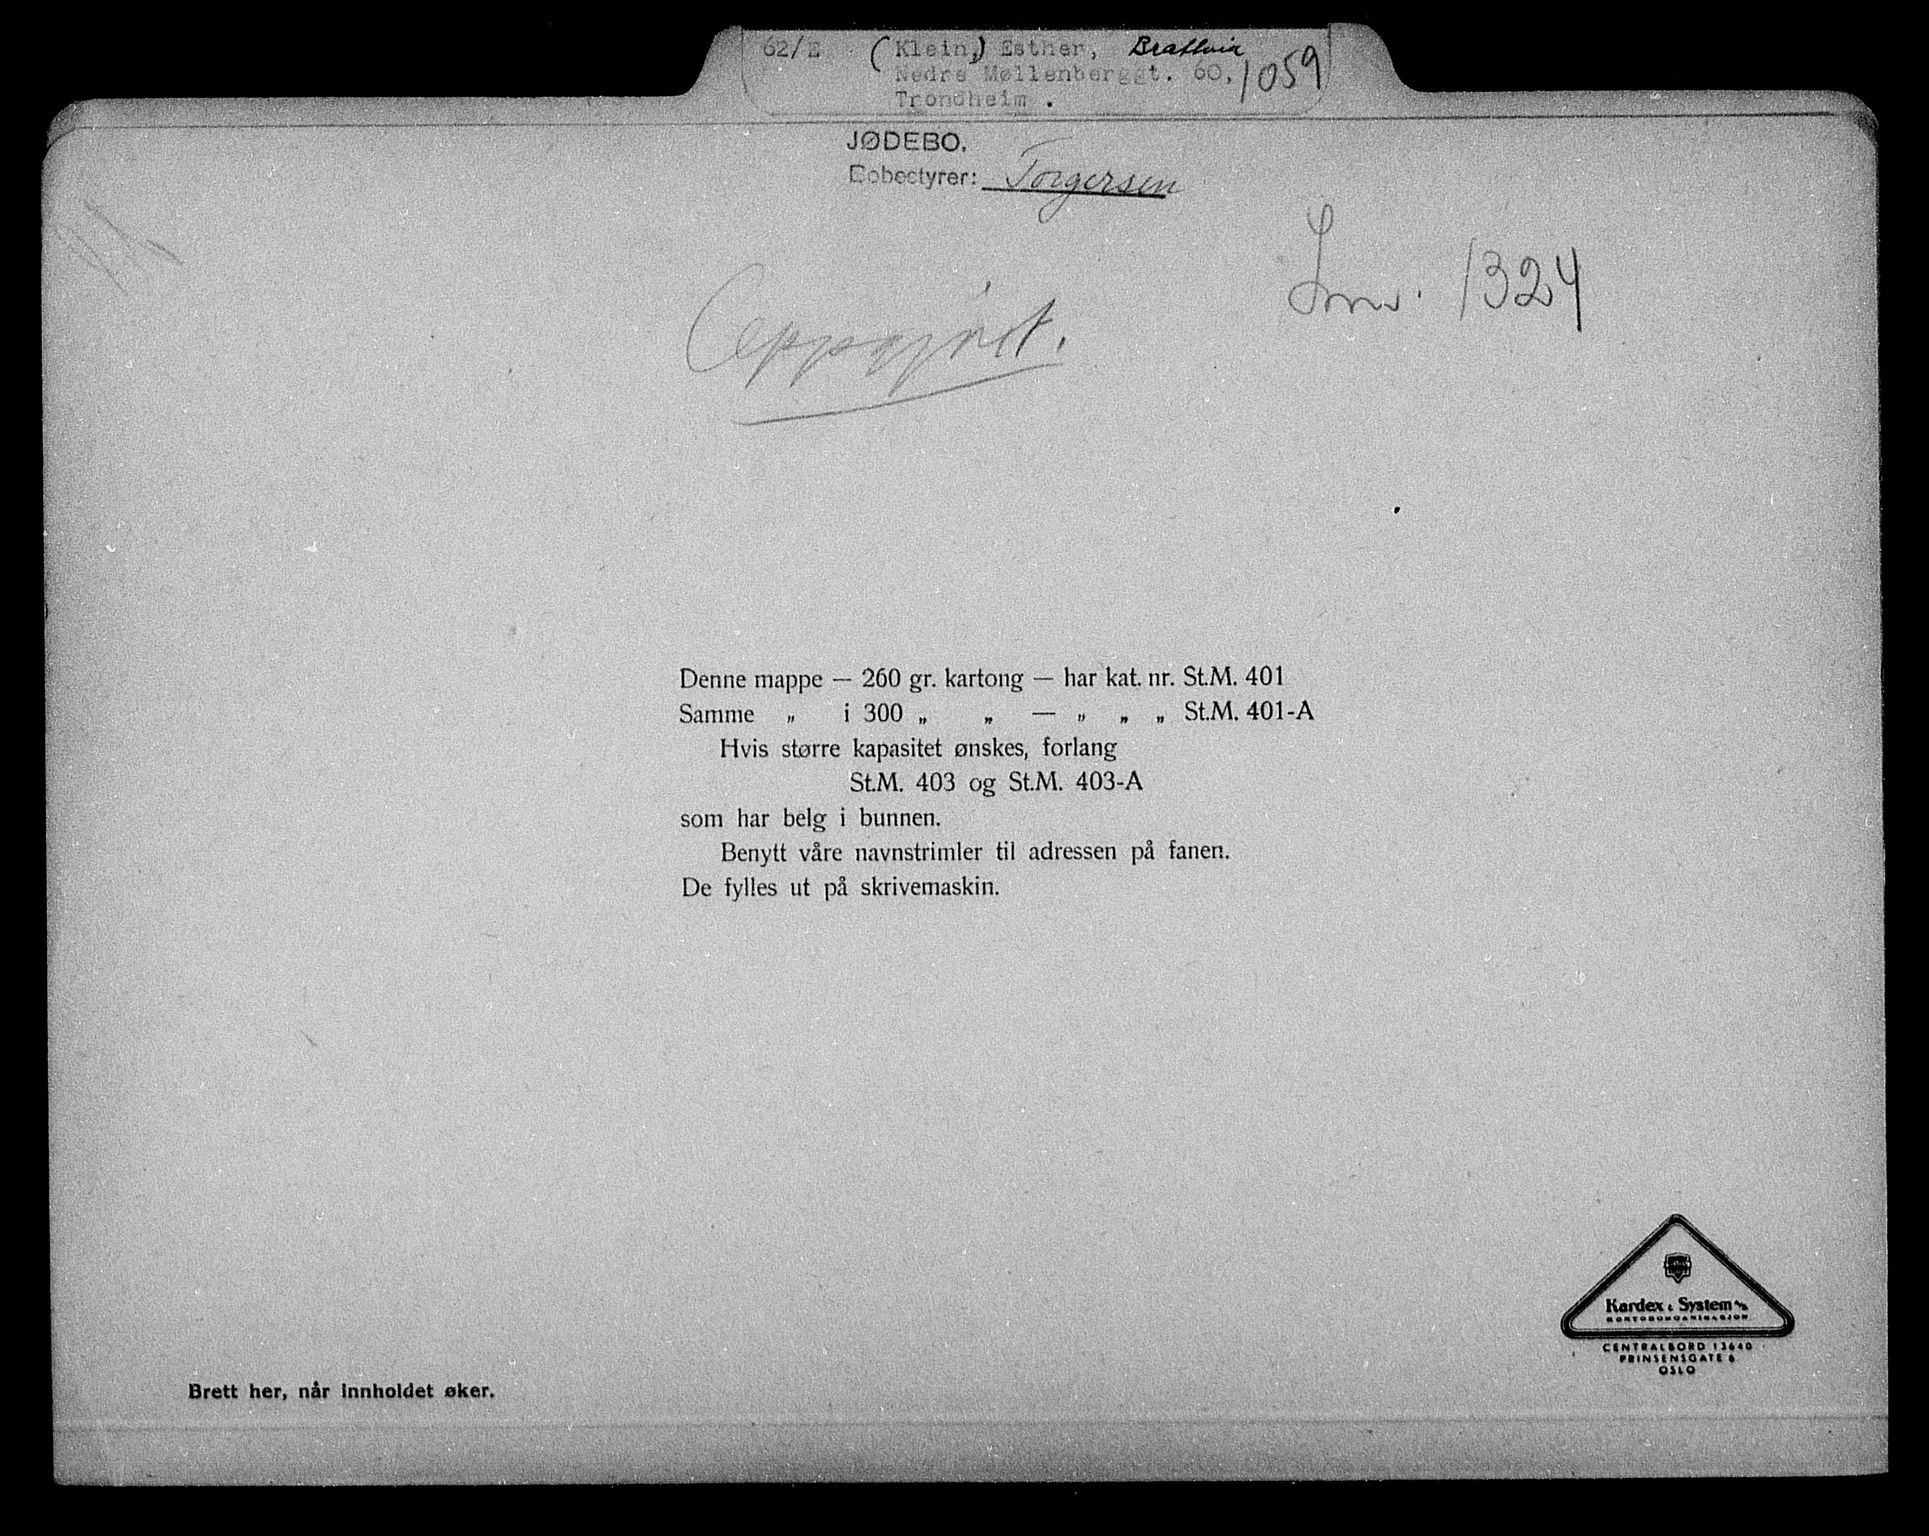 62/E (Klein,) Esther, Brattvia
Nedre Møllenberggt. 60, 1059
Trondheim .
JØDEBO.
Bobestyrer: Torgersen
Lnr. 1324
Oppgjort.
Denne mappe — 260 gr. kartong — har kat. nr. St.M. 401
Samme „ i 300 „ „ — „ „ „ St.M. 401-A
Hvis større kapasitet ønskes, forlang
St.M. 403 og St.M. 403-A
som har belg i bunnen.
Benytt våre navnstrimler til adressen på fanen.
De fylles ut på skrivemaskin.
Kardex & System A/S
KONTORORGANISASJON
CENTRALBORD 13640
PRINSENSGATE 6
OSLO
Brett her, når innholdet øker.